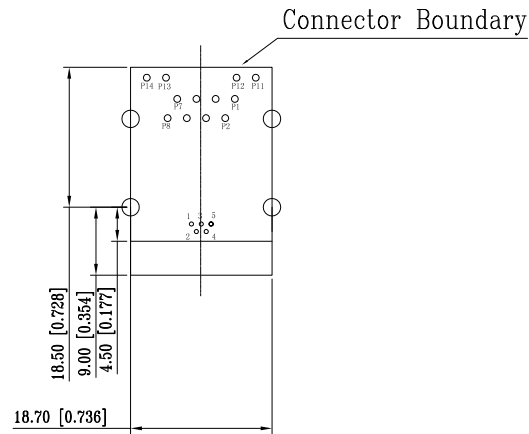 Connector Boundary
P14 P13 P12 P11
P7 P1
P8 P2
1 3 5
2 4
18.50 [0.728]
9.00 [0.354]
4.50 [0.177]
18.70 [0.736]